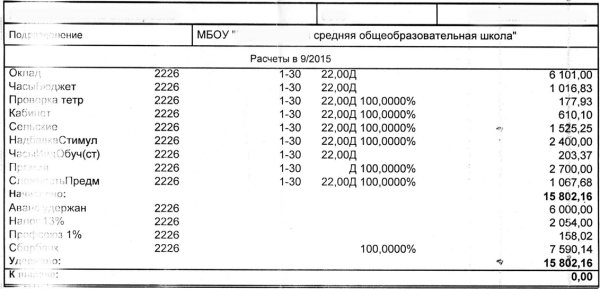 Подразделение МБОУ " средняя общеобразовательная школа"
Расчеты в 9/2015
Оклад 2226 1-30 22,00Д 6 101,00
ЧасыБюджет 2226 1-30 22,00Д 1 016,83
Проверка тетр 2226 1-30 22,00Д 100,0000% 177,93
Кабинет 2226 1-30 22,00Д 100,0000% 610,10
Сельские 2226 1-30 22,00Д 100,0000% 1 525,25
НадбавкаСтимул 2226 1-30 22,00Д 100,0000% 2 400,00
2226 1-30 22,00Д 203,37
Премия 2226 1-30 Д 100,0000% 2 700,00
СложностьПредм 2226 1-30 22,00Д 100,0000% 1 067,68
Начислено: 15 802,16
Аванс удержан 2226 6 000,00
Налог 13% 2226 2 054,00
Профсоюз 1% 2226 158,02
Сбербанк 2226 100,0000% 7 590,14
Удержано: 15 802,16
К выдаче: 0,00